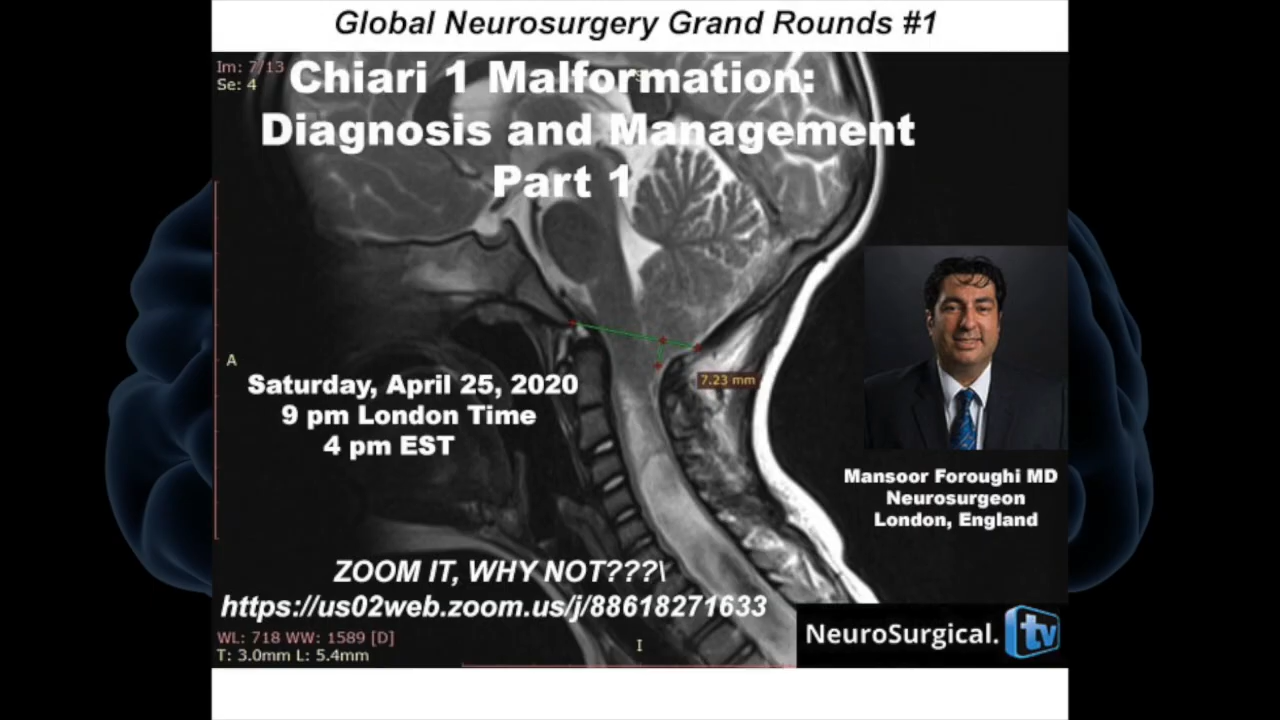 Global Neurosurgery Grand Rounds #1
Im: 7/13
Se: 4
Chiari 1 Malformation:
Diagnosis and Management
Part 1
A
7.23 mm
Saturday, April 25, 2020
9 pm London Time
4 pm EST
Mansoor Foroughi MD
Neurosurgeon
London, England
ZOOM IT, WHY NOT???\
https://us02web.zoom.us/j/88618271633
WL: 718 WW: 1589 [D]
T: 3.0mm L: 5.4mm
I
NeuroSurgical. tv